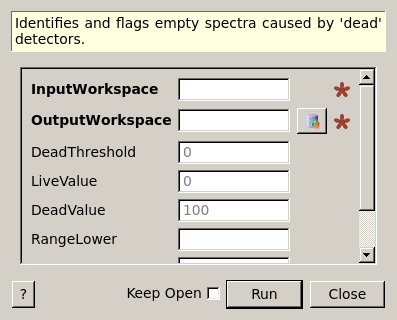 Identifies and flags empty spectra caused by 'dead'
detectors.
InputWorkspace
OutputWorkspace
DeadThreshold 0
LiveValue 0
DeadValue 100
RangeLower
? Keep Open Run Close